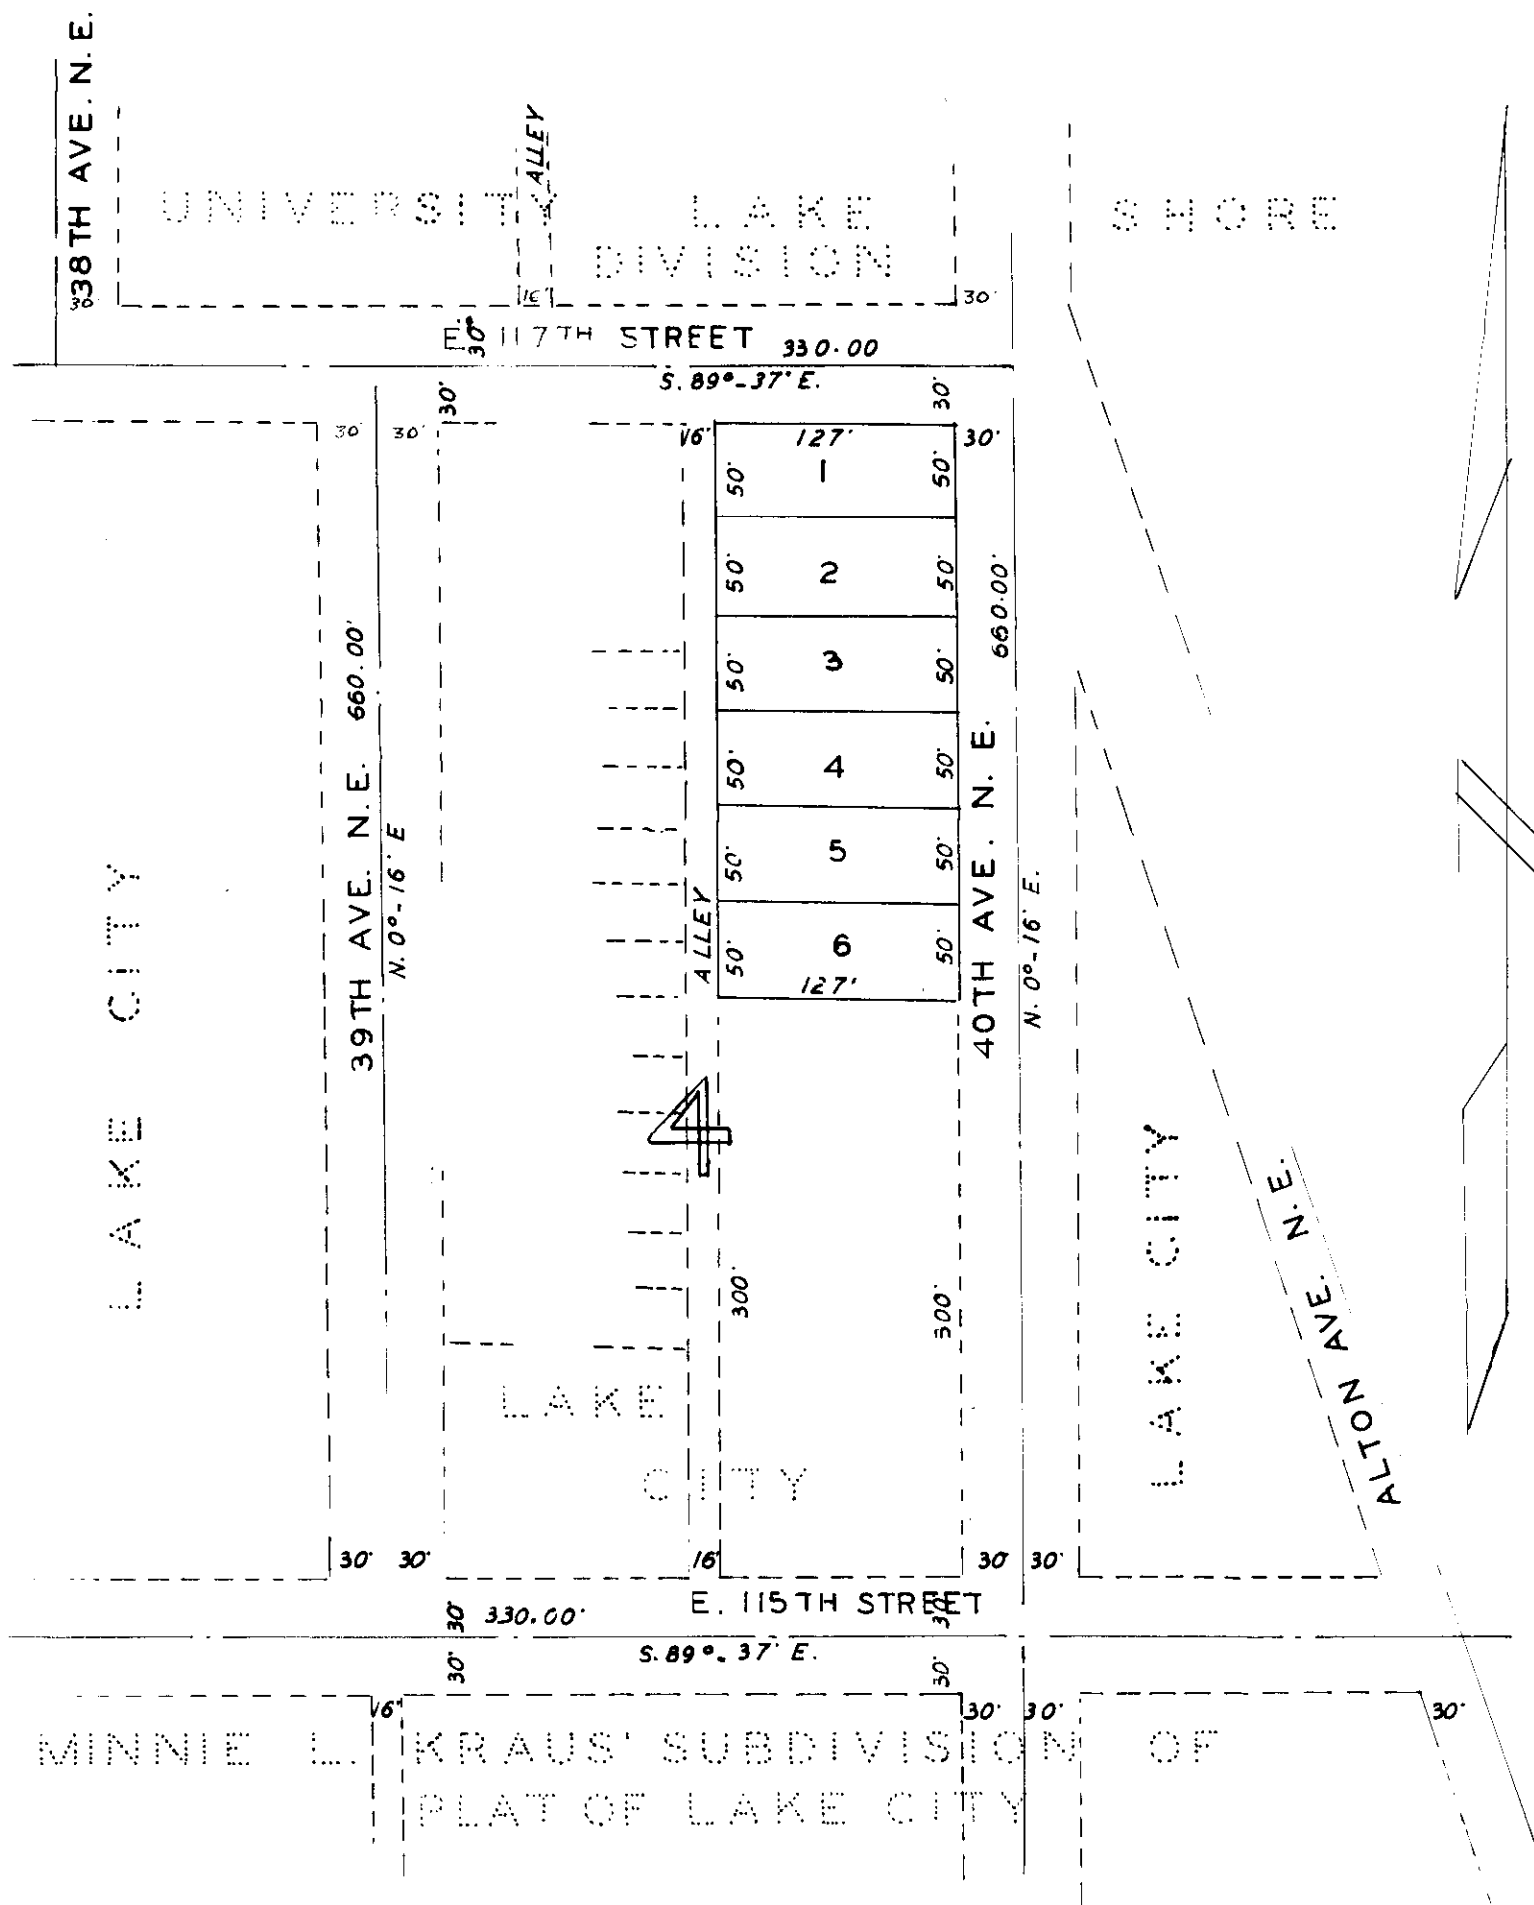 38TH AVE. N.E.
ALLEY
UNIVERSITY LAKE SHORE
DIVISION
30'
16'
30'
E. 117TH STREET
30'
330.00
S. 89°-37' E.
30'
30'
30'
30'
16'
127'
30'
50'
1
50'
50'
2
50'
660.00'
50'
3
50'
50'
4
50'
50'
5
50'
50'
6
50'
127'
ALLEY
39TH AVE. N.E. 660.00'
N. 0°-16' E
40TH AVE. N. E.
N. 0°-16' E.
LAKE CITY
4
300'
300'
LAKE
CITY
LAKE CITY
ALTON AVE. N.E.
30' 30'
16'
30' 30'
E. 115TH STREET
30'
330.00'
30'
S. 89°-37' E.
30'
30'
16'
30' 30'
30'
MINNIE L. KRAUS' SUBDIVISION OF
PLAT OF LAKE CITY